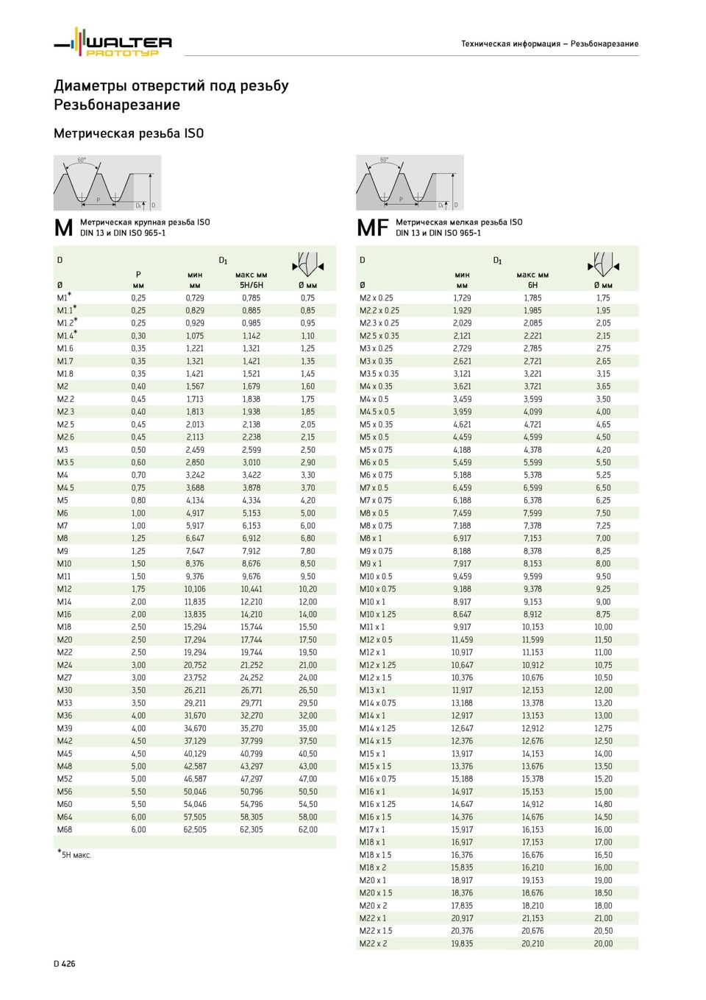 WALTER
PROTOTYP
Техническая информация – Резьбонарезание
Диаметры отверстий под резьбу
Резьбонарезание
Метрическая резьба ISO
60°
P
D₁
D
M
Метрическая крупная резьба ISO
DIN 13 и DIN ISO 965-1
D D₁
P мин макс мм
Ø мм мм 5H/6H Ø мм
M1* 0,25 0,729 0,785 0,75
M1.1* 0,25 0,829 0,885 0,85
M1.2* 0,25 0,929 0,985 0,95
M1.4* 0,30 1,075 1,142 1,10
M1.6 0,35 1,221 1,321 1,25
M1.7 0,35 1,321 1,421 1,35
M1.8 0,35 1,421 1,521 1,45
M2 0,40 1,567 1,679 1,60
M2.2 0,45 1,713 1,838 1,75
M2.3 0,40 1,813 1,938 1,85
M2.5 0,45 2,013 2,138 2,05
M2.6 0,45 2,113 2,238 2,15
M3 0,50 2,459 2,599 2,50
M3.5 0,60 2,850 3,010 2,90
M4 0,70 3,242 3,422 3,30
M4.5 0,75 3,688 3,878 3,70
M5 0,80 4,134 4,334 4,20
M6 1,00 4,917 5,153 5,00
M7 1,00 5,917 6,153 6,00
M8 1,25 6,647 6,912 6,80
M9 1,25 7,647 7,912 7,80
M10 1,50 8,376 8,676 8,50
M11 1,50 9,376 9,676 9,50
M12 1,75 10,106 10,441 10,20
M14 2,00 11,835 12,210 12,00
M16 2,00 13,835 14,210 14,00
M18 2,50 15,294 15,744 15,50
M20 2,50 17,294 17,744 17,50
M22 2,50 19,294 19,744 19,50
M24 3,00 20,752 21,252 21,00
M27 3,00 23,752 24,252 24,00
M30 3,50 26,211 26,771 26,50
M33 3,50 29,211 29,771 29,50
M36 4,00 31,670 32,270 32,00
M39 4,00 34,670 35,270 35,00
M42 4,50 37,129 37,799 37,50
M45 4,50 40,129 40,799 40,50
M48 5,00 42,587 43,297 43,00
M52 5,00 46,587 47,297 47,00
M56 5,50 50,046 50,796 50,50
M60 5,50 54,046 54,796 54,50
M64 6,00 57,505 58,305 58,00
M68 6,00 62,505 62,305 62,00
*5H макс.
60°
P
D₁
D
MF
Метрическая мелкая резьба ISO
DIN 13 и DIN ISO 965-1
D D₁
мин макс мм
Ø мм 6H Ø мм
M2 x 0.25 1,729 1,785 1,75
M2.2 x 0.25 1,929 1,985 1,95
M2.3 x 0.25 2,029 2,085 2,05
M2.5 x 0.35 2,121 2,221 2,15
M3 x 0.25 2,729 2,785 2,75
M3 x 0.35 2,621 2,721 2,65
M3.5 x 0.35 3,121 3,221 3,15
M4 x 0.35 3,621 3,721 3,65
M4 x 0.5 3,459 3,599 3,50
M4.5 x 0.5 3,959 4,099 4,00
M5 x 0.35 4,621 4,721 4,65
M5 x 0.5 4,459 4,599 4,50
M5 x 0.75 4,188 4,378 4,20
M6 x 0.5 5,459 5,599 5,50
M6 x 0.75 5,188 5,378 5,25
M7 x 0.5 6,459 6,599 6,50
M7 x 0.75 6,188 6,378 6,25
M8 x 0.5 7,459 7,599 7,50
M8 x 0.75 7,188 7,378 7,25
M8 x 1 6,917 7,153 7,00
M9 x 0.75 8,188 8,378 8,25
M9 x 1 7,917 8,153 8,00
M10 x 0.5 9,459 9,599 9,50
M10 x 0.75 9,188 9,378 9,25
M10 x 1 8,917 9,153 9,00
M10 x 1.25 8,647 8,912 8,75
M11 x 1 9,917 10,153 10,00
M12 x 0.5 11,459 11,599 11,50
M12 x 1 10,917 11,153 11,00
M12 x 1.25 10,647 10,912 10,75
M12 x 1.5 10,376 10,676 10,50
M13 x 1 11,917 12,153 12,00
M14 x 0.75 13,188 13,378 13,20
M14 x 1 12,917 13,153 13,00
M14 x 1.25 12,647 12,912 12,75
M14 x 1.5 12,376 12,676 12,50
M15 x 1 13,917 14,153 14,00
M15 x 1.5 13,376 13,676 13,50
M16 x 0.75 15,188 15,378 15,20
M16 x 1 14,917 15,153 15,00
M16 x 1.25 14,647 14,912 14,80
M16 x 1.5 14,376 14,676 14,50
M17 x 1 15,917 16,153 16,00
M18 x 1 16,917 17,153 17,00
M18 x 1.5 16,376 16,676 16,50
M18 x 2 15,835 16,210 16,00
M20 x 1 18,917 19,153 19,00
M20 x 1.5 18,376 18,676 18,50
M20 x 2 17,835 18,210 18,00
M22 x 1 20,917 21,153 21,00
M22 x 1.5 20,376 20,676 20,50
M22 x 2 19,835 20,210 20,00
D 426